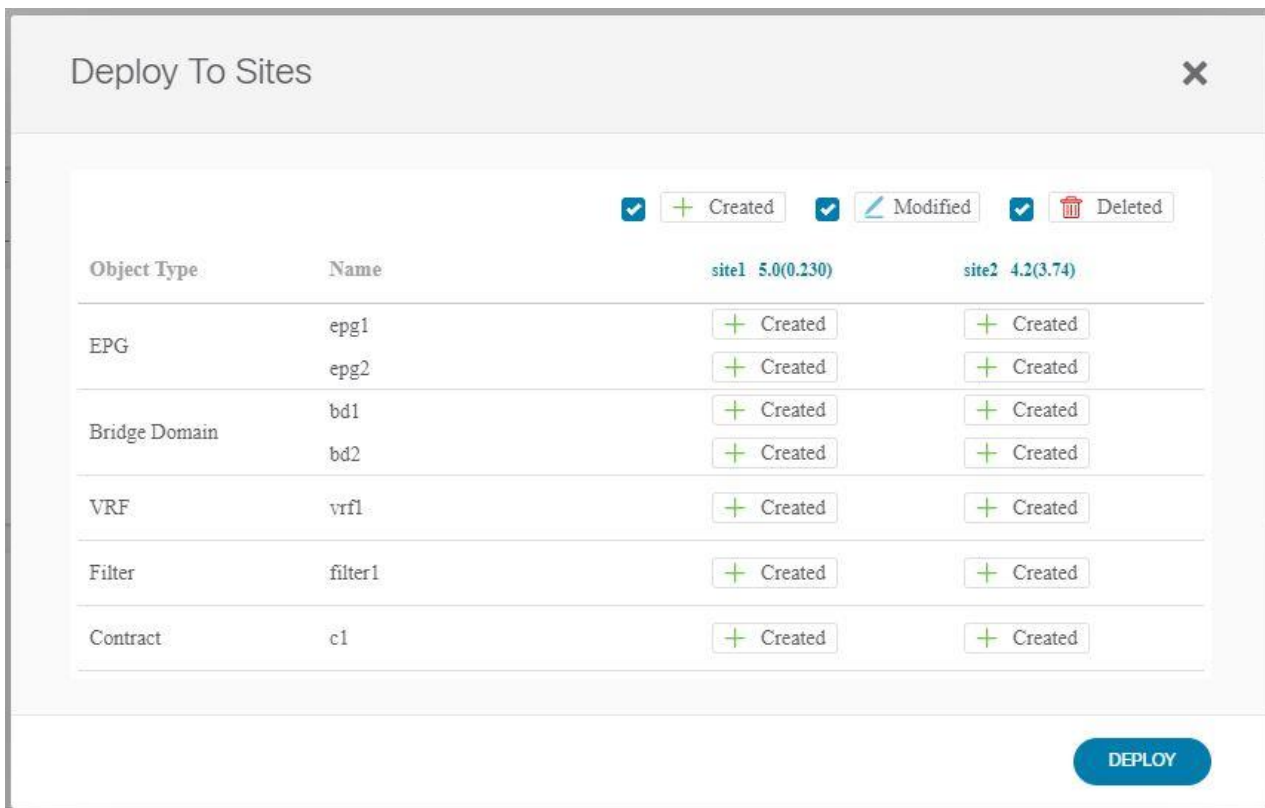 Deploy To Sites
Created Modified Deleted
Object Type Name site1 5.0(0.230) site2 4.2(3.74)
EPG
epg1 Created Created
epg2 Created Created
Bridge Domain
bd1 Created Created
bd2 Created Created
VRF vrf1 Created Created
Filter filter1 Created Created
Contract c1 Created Created
DEPLOY